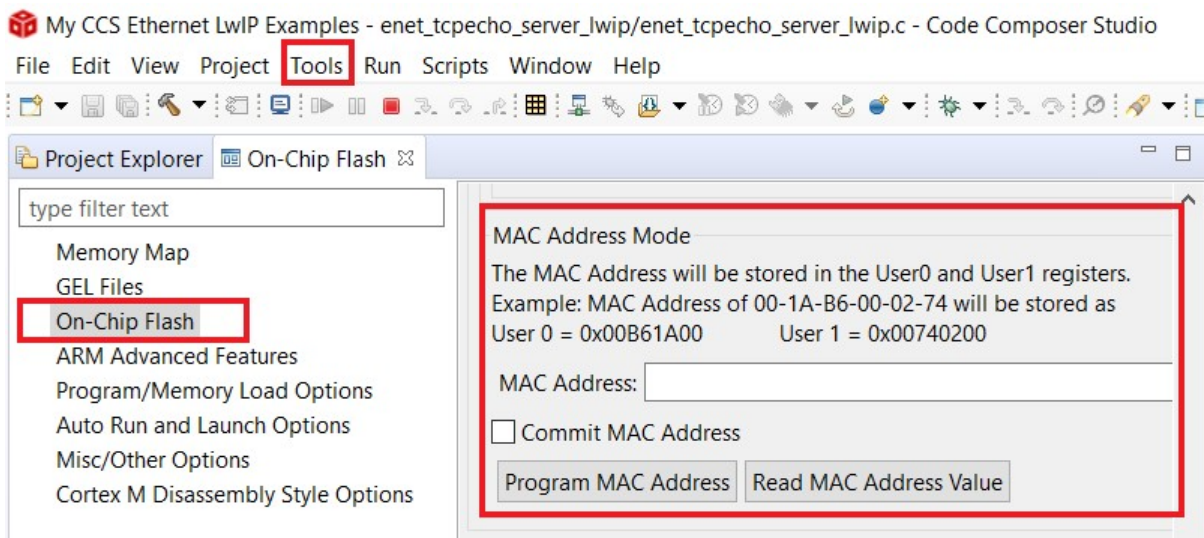 My CCS Ethernet LwIP Examples - enet_tcpecho_server_lwip/enet_tcpecho_server_lwip.c - Code Composer Studio
File Edit View Project Tools Run Scripts Window Help
Project Explorer On-Chip Flash
type filter text
Memory Map
GEL Files
On-Chip Flash
ARM Advanced Features
Program/Memory Load Options
Auto Run and Launch Options
Misc/Other Options
Cortex M Disassembly Style Options
MAC Address Mode
The MAC Address will be stored in the User0 and User1 registers.
Example: MAC Address of 00-1A-B6-00-02-74 will be stored as
User 0 = 0x00B61A00 User 1 = 0x00740200
MAC Address:
Commit MAC Address
Program MAC Address Read MAC Address Value